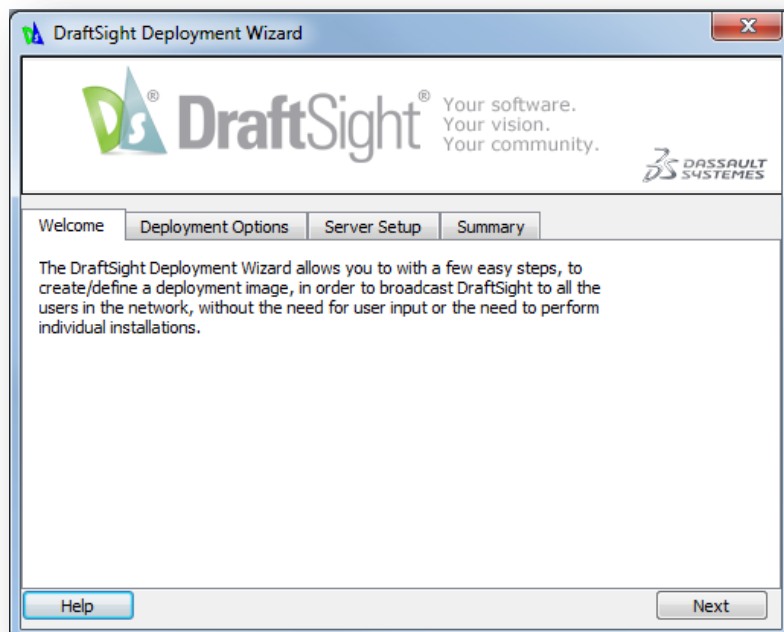 DraftSight Deployment Wizard
DS® DraftSight®
Your software.
Your vision.
Your community.
DASSAULT
SYSTEMES
Welcome Deployment Options Server Setup Summary
The DraftSight Deployment Wizard allows you to with a few easy steps, to
create/define a deployment image, in order to broadcast DraftSight to all the
users in the network, without the need for user input or the need to perform
individual installations.
Help Next